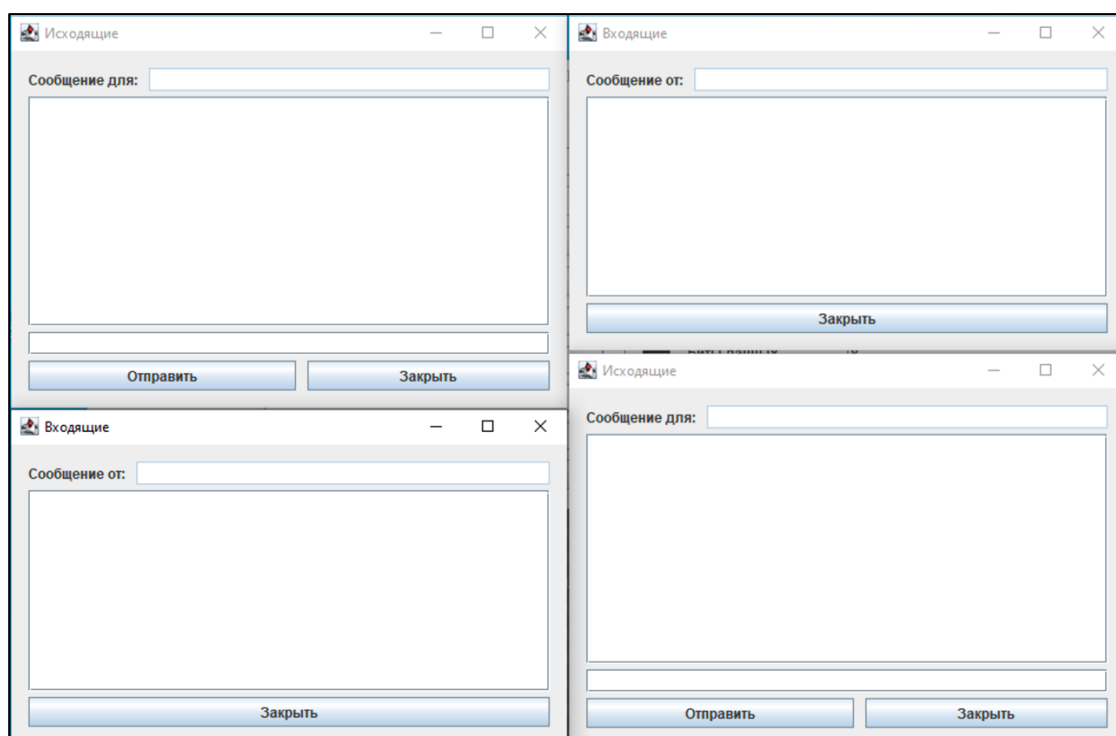 Исходящие
Сообщение для:
Отправить
Закрыть
Входящие
Сообщение от:
Закрыть
Входящие
Сообщение от:
Закрыть
Исходящие
Сообщение для:
Отправить
Закрыть